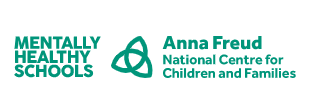 MENTALLY
HEALTHY
SCHOOLS
Anna Freud
National Centre for
Children and Families